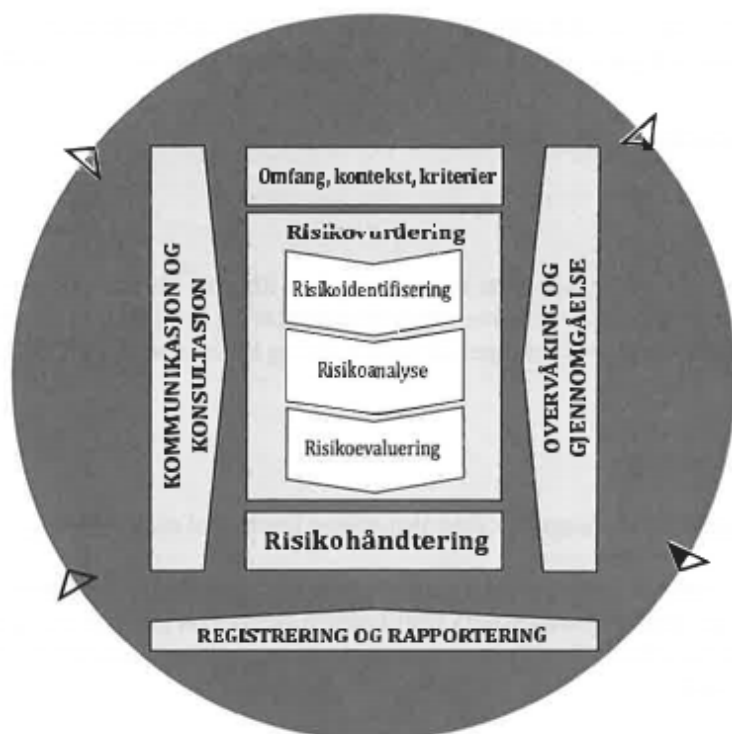 Omfang, kontekst, kriterier
Risikovurdering
Risikoidentifisering
Risikoanalyse
Risikoevaluering
Risikohåndtering
KOMMUNIKASJON OG
KONSULTASJON
OVERVÅKING OG
GJENNOMGÅELSE
REGISTRERING OG RAPPORTERING